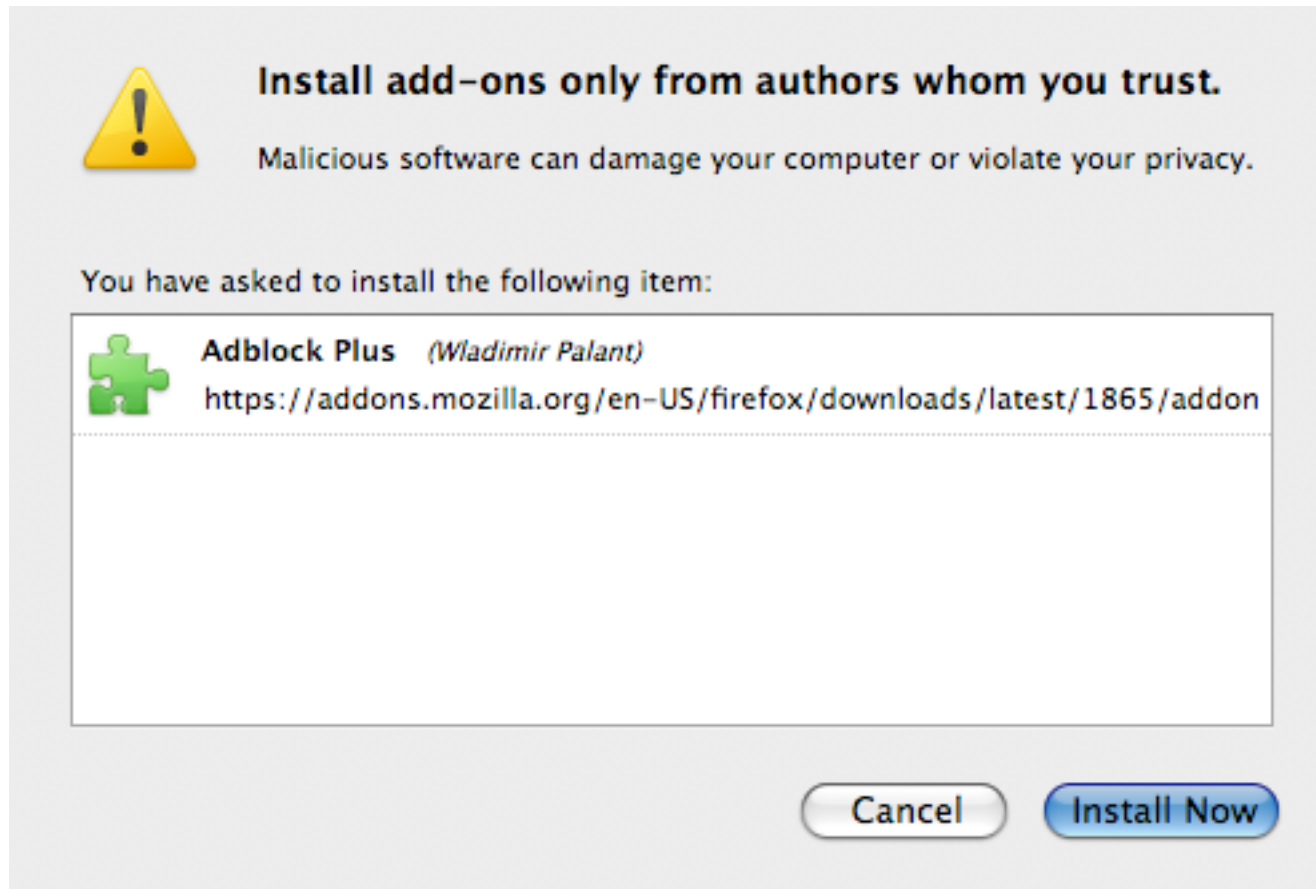 Install add-ons only from authors whom you trust.
Malicious software can damage your computer or violate your privacy.
You have asked to install the following item:
Adblock Plus (Wladimir Palant)
https://addons.mozilla.org/en-US/firefox/downloads/latest/1865/addon
Cancel Install Now